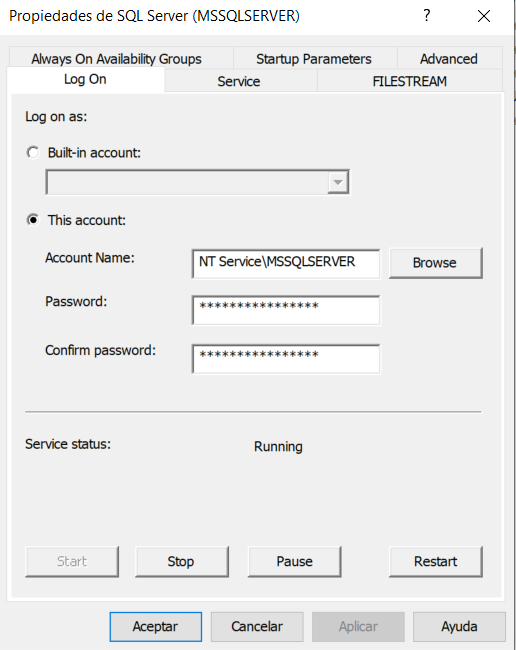 Propiedades de SQL Server (MSSQLSERVER) ?
Always On Availability Groups Startup Parameters Advanced
Log On Service FILESTREAM
Log on as:
Built-in account:
This account:
Account Name: NT Service\MSSQLSERVER Browse
Password: ****************
Confirm password: ****************
Service status: Running
Start Stop Pause Restart
Aceptar Cancelar Aplicar Ayuda